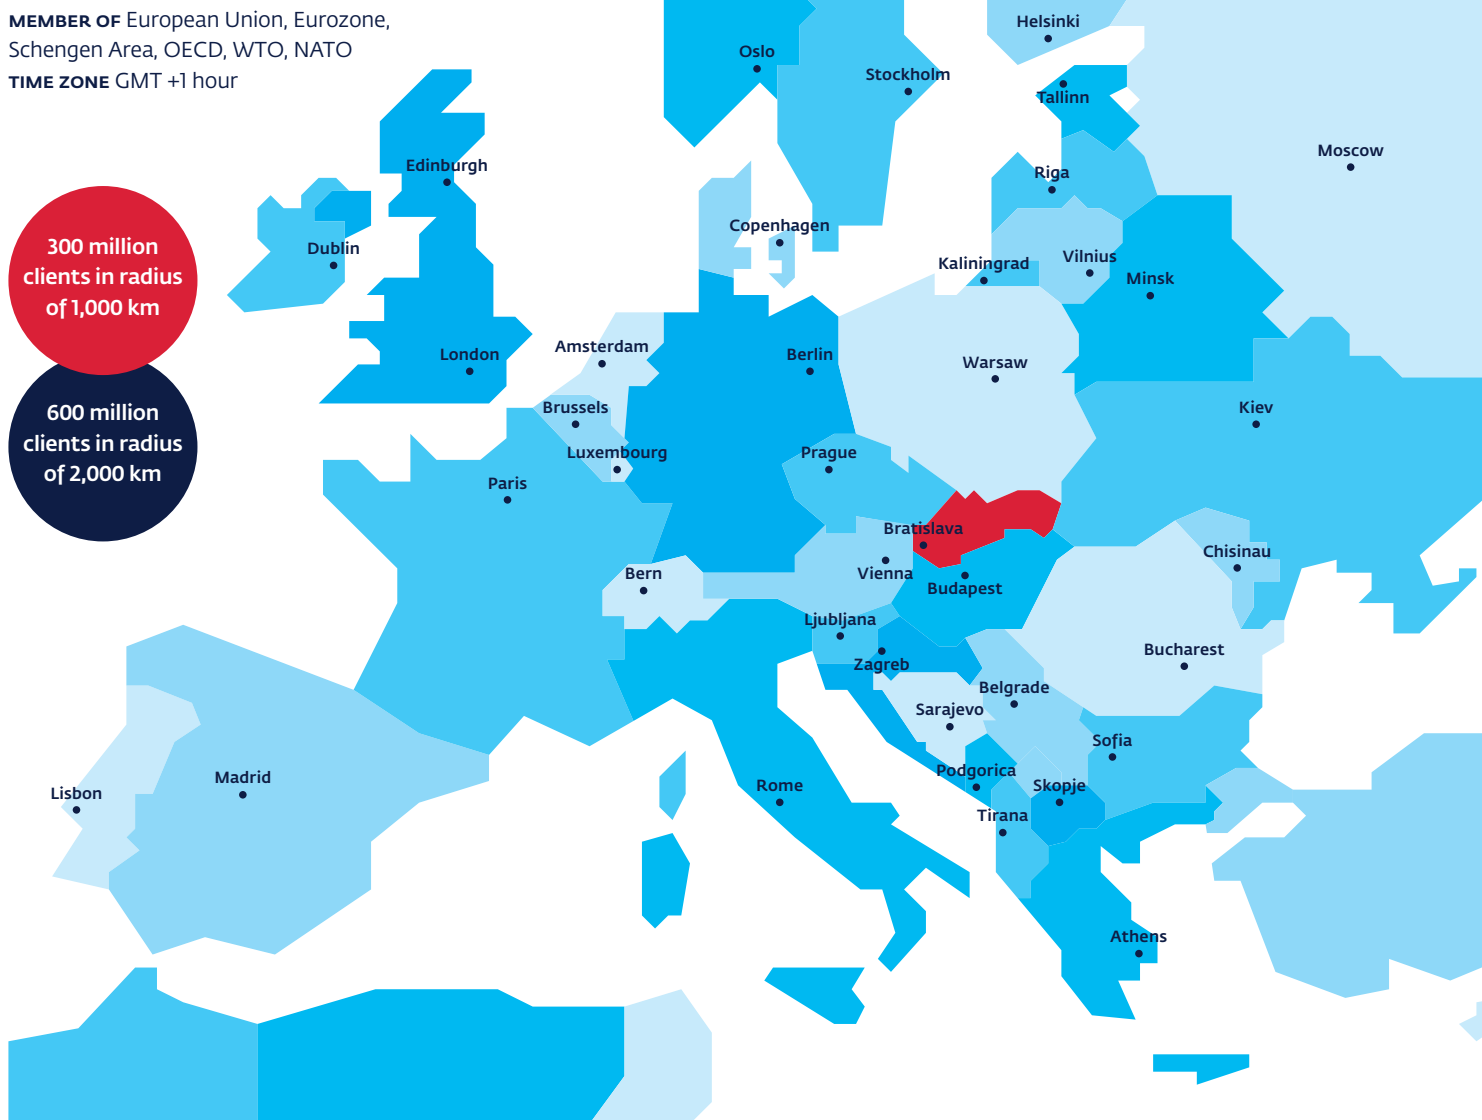 MEMBER OF European Union, Eurozone,
Schengen Area, OECD, WTO, NATO
TIME ZONE GMT +1 hour
300 million
clients in radius
of 1,000 km
600 million
clients in radius
of 2,000 km
Helsinki
Oslo
Stockholm
Tallinn
Moscow
Edinburgh
Riga
Copenhagen
Dublin
Vilnius
Kaliningrad
Minsk
Amsterdam
London
Berlin
Warsaw
Brussels
Kiev
Luxembourg
Prague
Paris
Bratislava
Chisinau
Bern
Vienna
Budapest
Ljubljana
Bucharest
Zagreb
Belgrade
Sarajevo
Sofia
Podgorica
Madrid
Skopje
Rome
Lisbon
Tirana
Athens